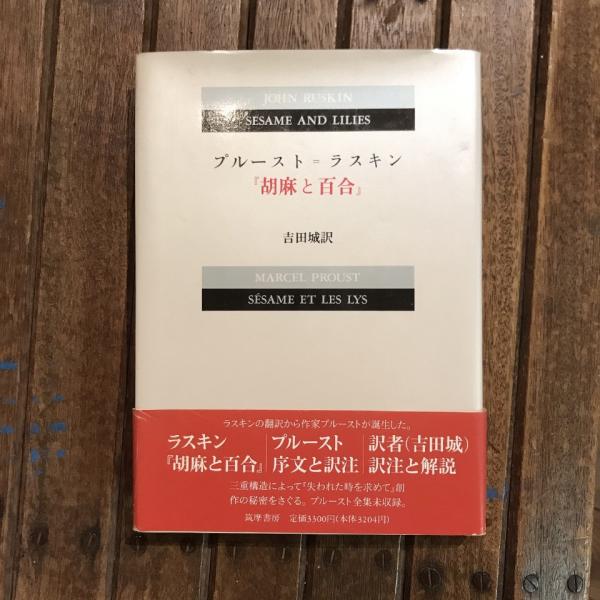 JOHN RUSKIN
SESAME AND LILIES
プルースト=ラスキン
『胡麻と百合』
吉田城訳
MARCEL PROUST
SÉSAME ET LES LYS
ラスキンの翻訳から作家プルーストが誕生した。
ラスキン プルースト 訳者(吉田城)
『胡麻と百合』 序文と訳注 訳注と解説
三重構造によって『失われた時を求めて』創
作の秘密をさぐる。プルースト全集未収録。
筑摩書房 定価3300円(本体3204円)